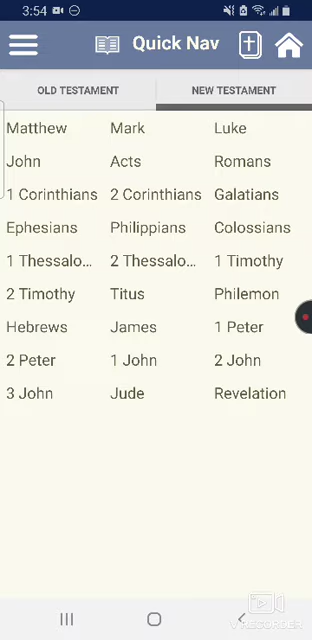 3:54
Quick Nav
OLD TESTAMENT NEW TESTAMENT
Matthew Mark Luke
John Acts Romans
1 Corinthians 2 Corinthians Galatians
Ephesians Philippians Colossians
1 Thessalo... 2 Thessalo... 1 Timothy
2 Timothy Titus Philemon
Hebrews James 1 Peter
2 Peter 1 John 2 John
3 John Jude Revelation
V RECORDER